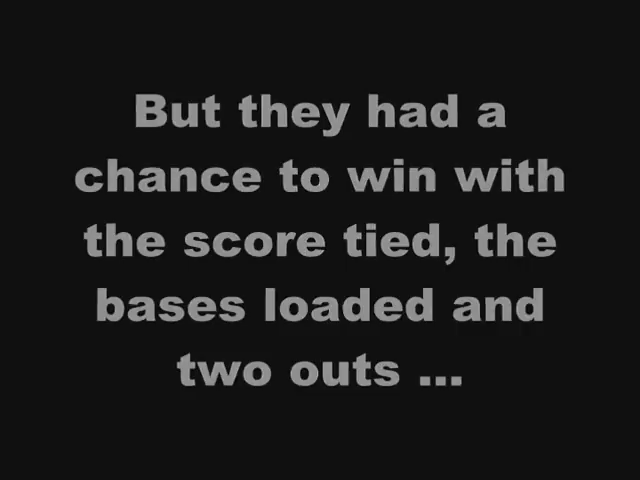 But they had a
chance to win with
the score tied, the
bases loaded and
two outs ...